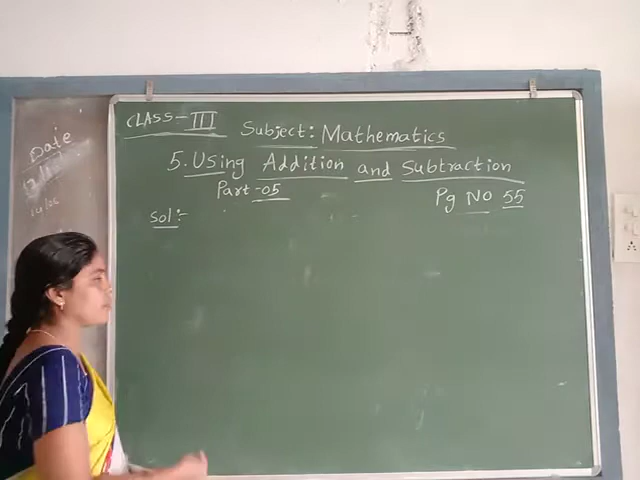 CLASS-III
Subject: Mathematics
5. Using Addition and Subtraction
Part-05
Pg NO 55
Sol:-
Date